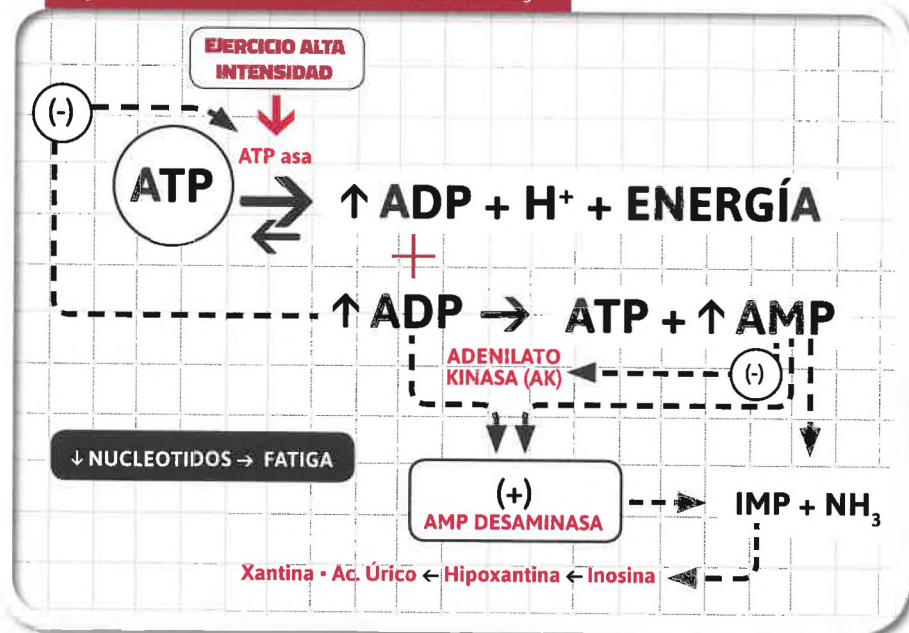 EJERCICIO ALTA
INTENSIDAD
(-)
ATP asa
ATP
↑ ADP + H⁺ + ENERGÍA
+
↑ ADP → ATP + ↑ AMP
ADENILATO
KINASA (AK)
(-)
↓ NUCLEOTIDOS → FATIGA
(+)
AMP DESAMINASA
IMP + NH₃
Xantina · Ac. Úrico ← Hipoxantina ← Inosina